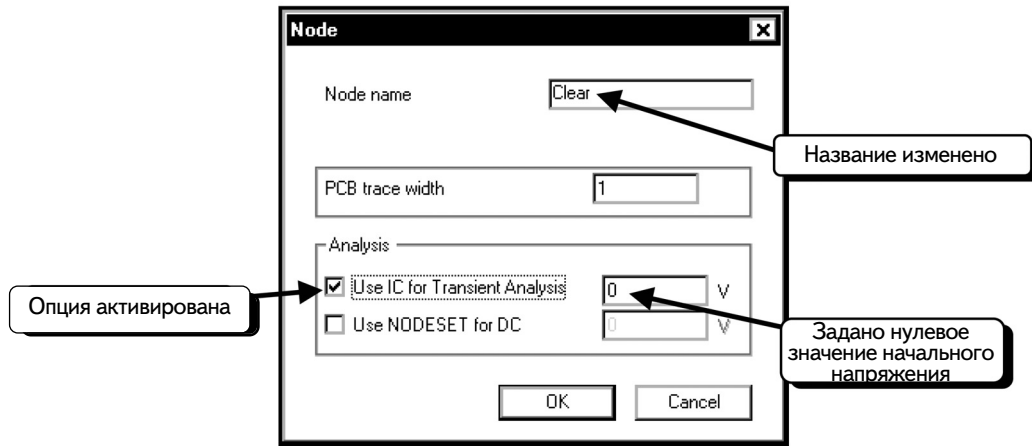 Node
Node name
Clear
Название изменено
PCB trace width
1
Analysis
Use IC for Transient Analysis
0
V
Опция активирована
Use NODESET for DC
0
V
Задано нулевое
значение начального
напряжения
OK
Cancel